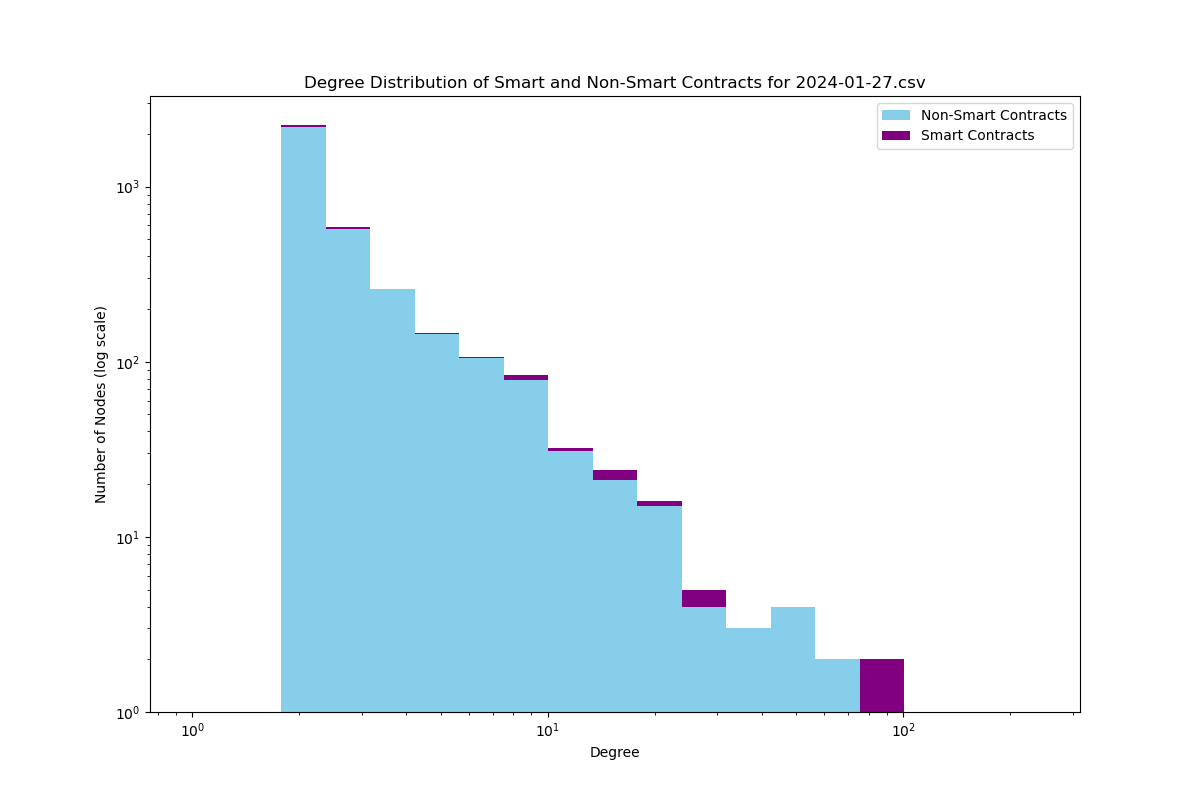 Degree Distribution of Smart and Non-Smart Contracts for 2024-01-27.csv
Non-Smart Contracts
Smart Contracts
Number of Nodes (log scale)
10³
10²
10¹
10⁰
10⁰ 10¹ 10²
Degree